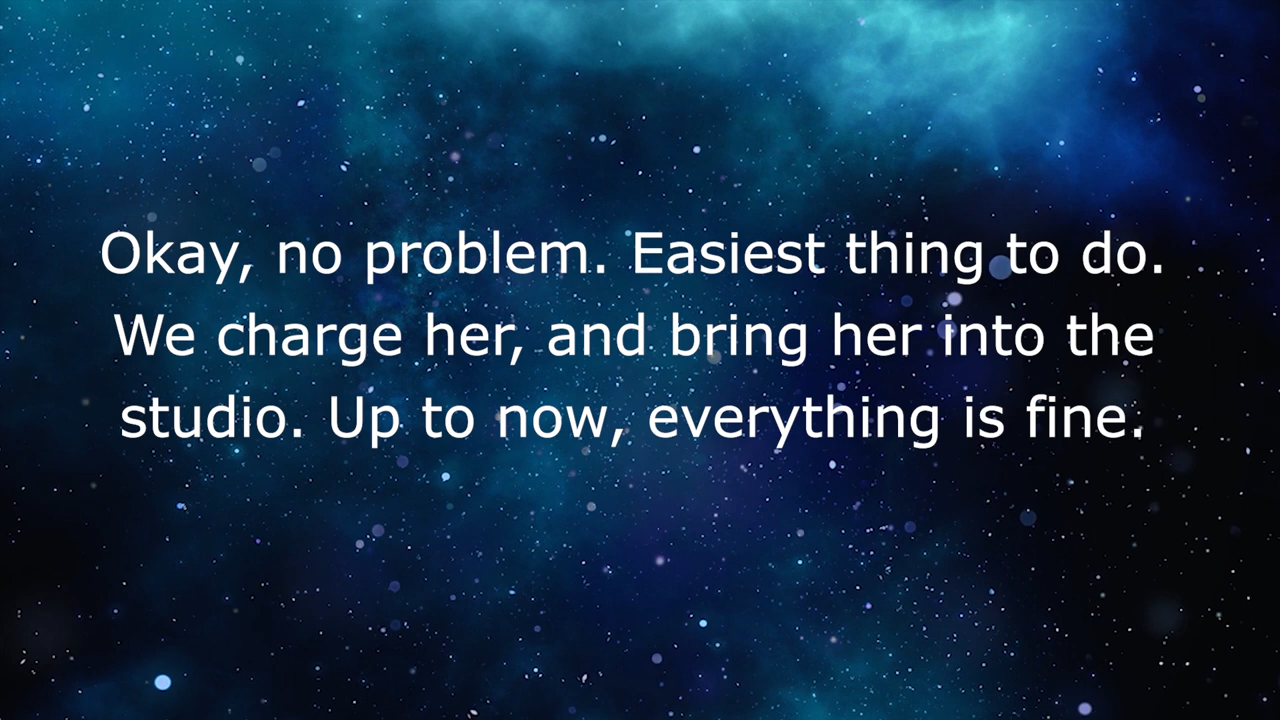 Okay, no problem. Easiest thing to do.
We charge her, and bring her into the
studio. Up to now, everything is fine.